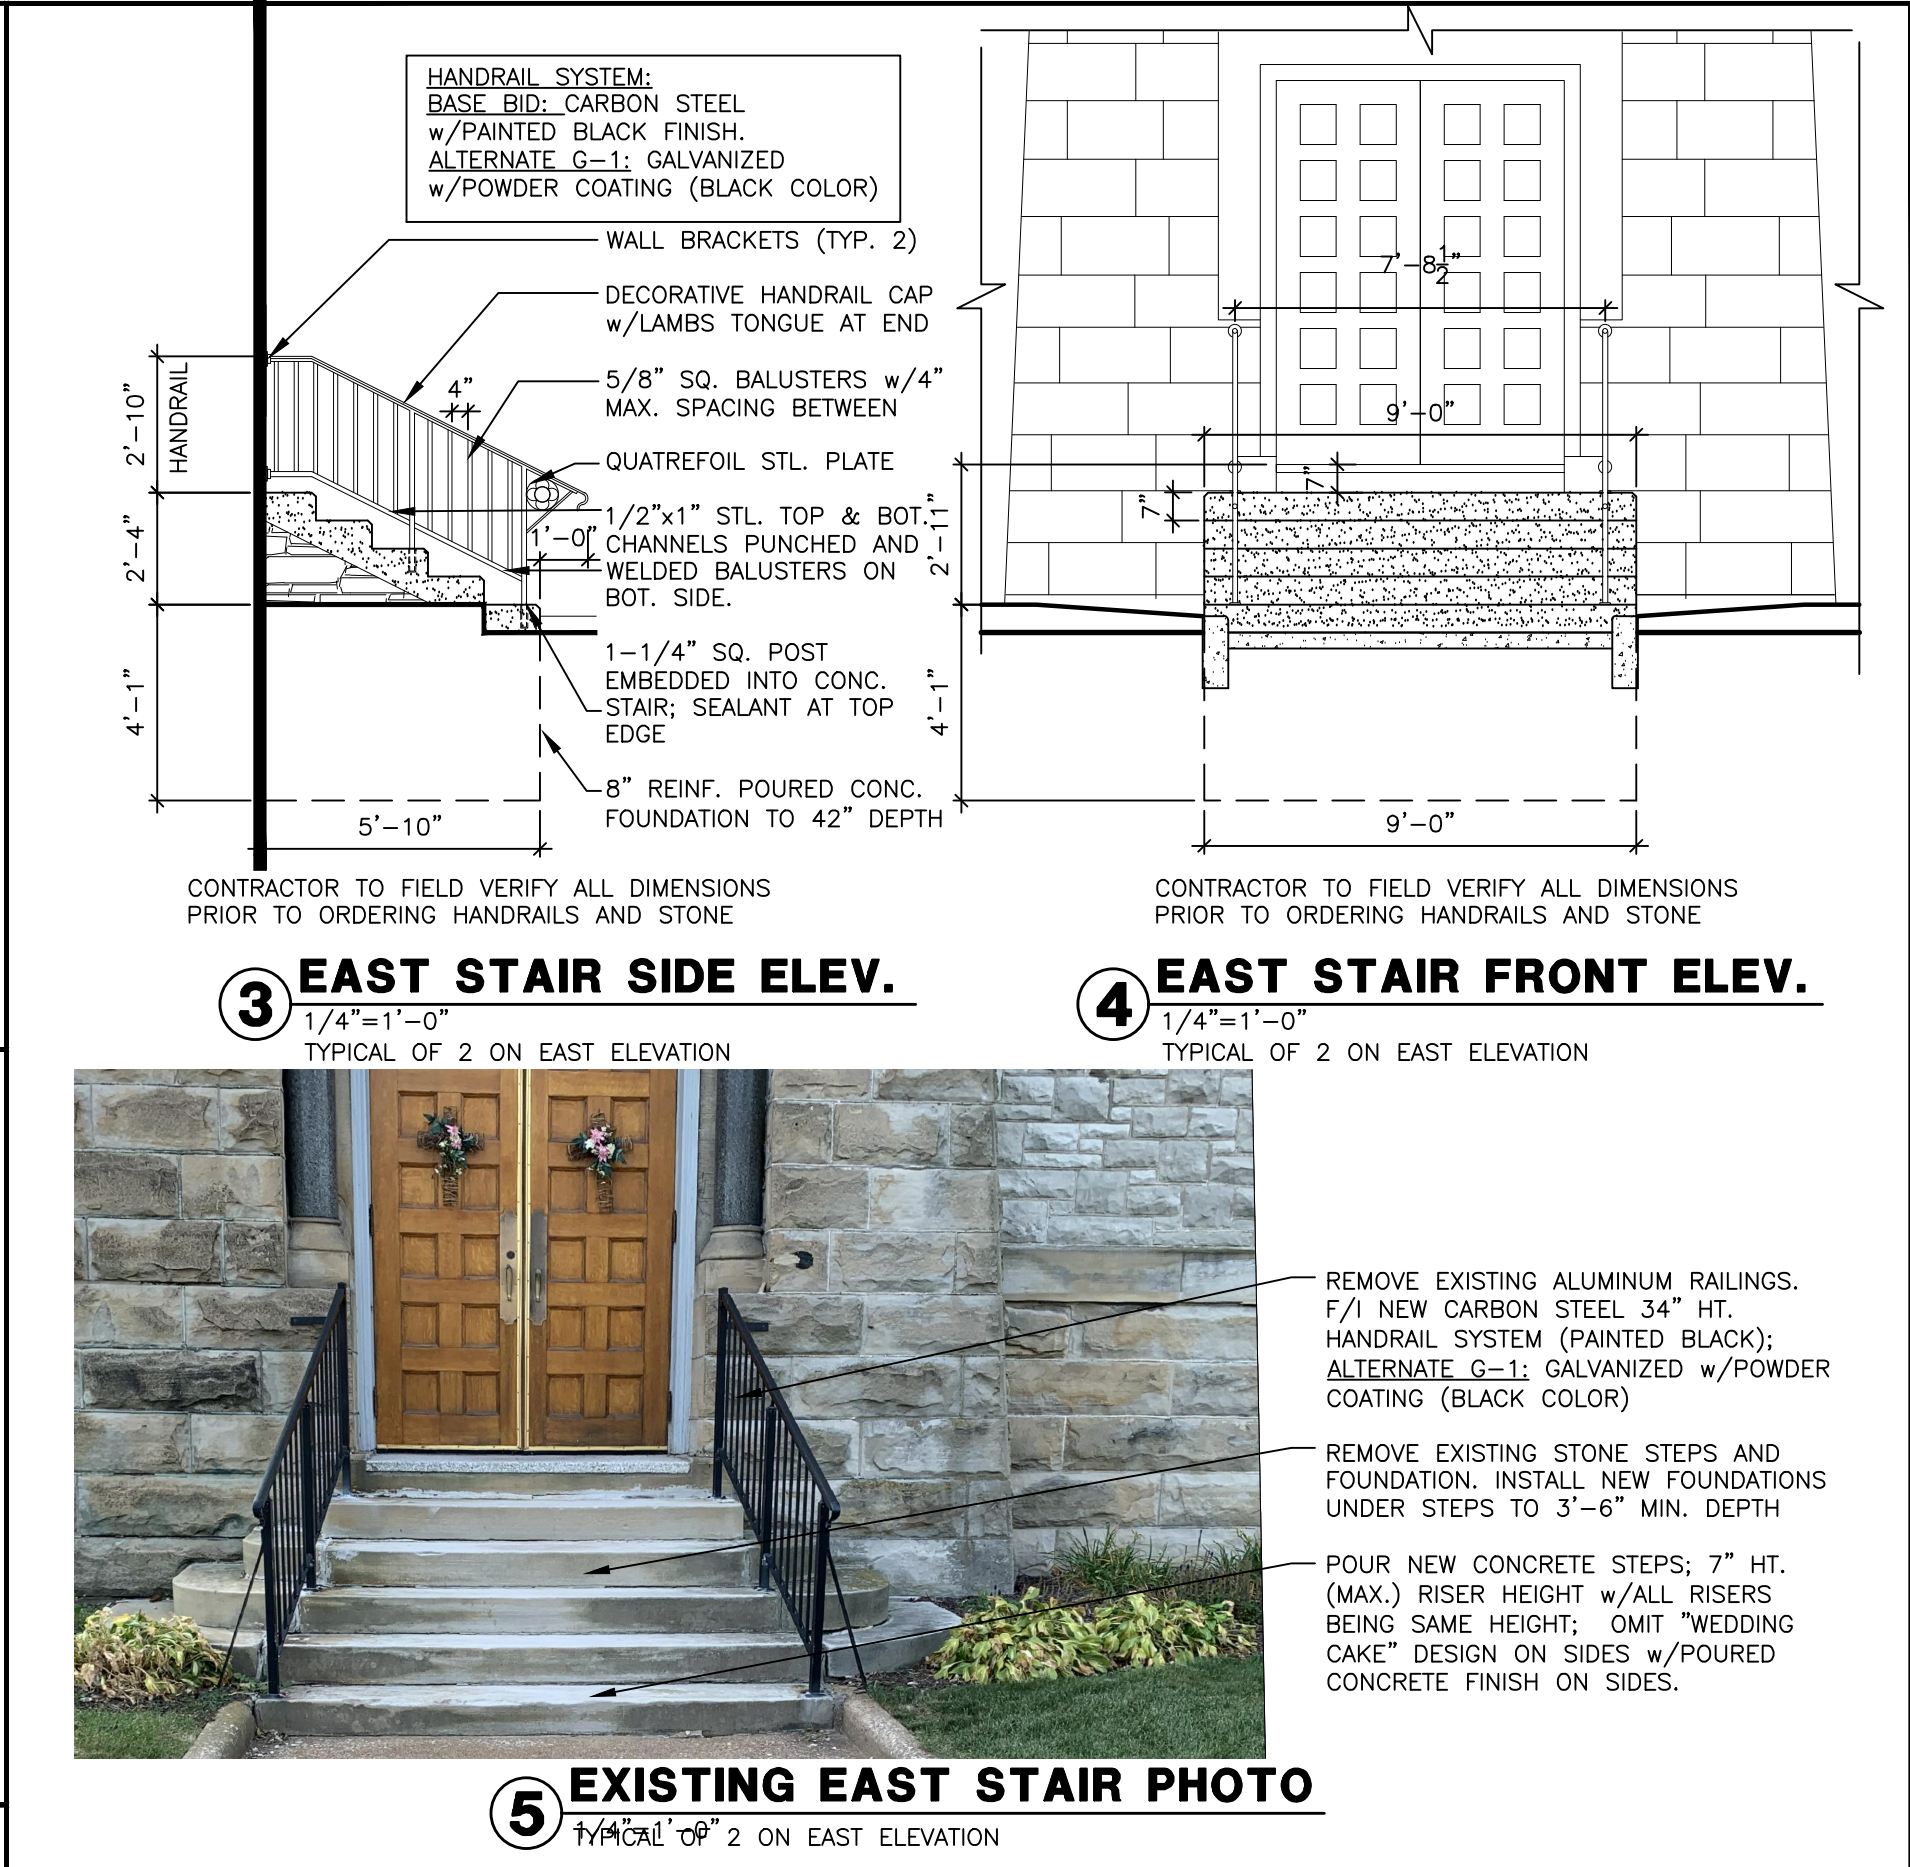 HANDRAIL SYSTEM:
BASE BID: CARBON STEEL
w/PAINTED BLACK FINISH.
ALTERNATE G-1: GALVANIZED
w/POWDER COATING (BLACK COLOR)
WALL BRACKETS (TYP. 2)
DECORATIVE HANDRAIL CAP
w/LAMBS TONGUE AT END
5/8" SQ. BALUSTERS w/4"
MAX. SPACING BETWEEN
QUATREFOIL STL. PLATE
1/2"x1" STL. TOP & BOT.
CHANNELS PUNCHED AND
WELDED BALUSTERS ON
BOT. SIDE.
1-1/4" SQ. POST
EMBEDDED INTO CONC.
STAIR; SEALANT AT TOP
EDGE
8" REINF. POURED CONC.
FOUNDATION TO 42" DEPTH
2'-10"
HANDRAIL
2'-4"
4'-1"
4"
1'-0"
5'-10"
CONTRACTOR TO FIELD VERIFY ALL DIMENSIONS
PRIOR TO ORDERING HANDRAILS AND STONE
3 EAST STAIR SIDE ELEV.
1/4"=1'-0"
TYPICAL OF 2 ON EAST ELEVATION
7'-8 1/2"
9'-0"
7"
7"
2'-11"
4'-1"
9'-0"
CONTRACTOR TO FIELD VERIFY ALL DIMENSIONS
PRIOR TO ORDERING HANDRAILS AND STONE
4 EAST STAIR FRONT ELEV.
1/4"=1'-0"
TYPICAL OF 2 ON EAST ELEVATION
REMOVE EXISTING ALUMINUM RAILINGS.
F/I NEW CARBON STEEL 34" HT.
HANDRAIL SYSTEM (PAINTED BLACK);
ALTERNATE G-1: GALVANIZED w/POWDER
COATING (BLACK COLOR)
REMOVE EXISTING STONE STEPS AND
FOUNDATION. INSTALL NEW FOUNDATIONS
UNDER STEPS TO 3'-6" MIN. DEPTH
POUR NEW CONCRETE STEPS; 7" HT.
(MAX.) RISER HEIGHT w/ALL RISERS
BEING SAME HEIGHT; OMIT "WEDDING
CAKE" DESIGN ON SIDES w/POURED
CONCRETE FINISH ON SIDES.
5 EXISTING EAST STAIR PHOTO
1/4"=1'-0"
TYPICAL OF 2 ON EAST ELEVATION